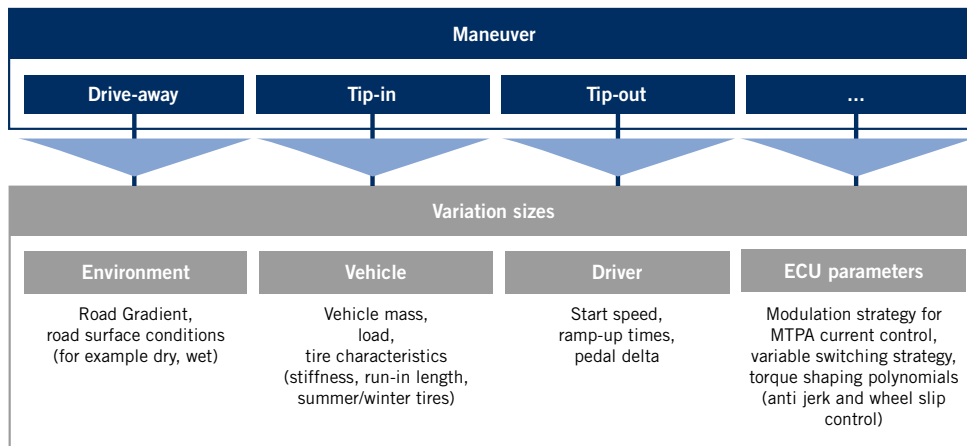 Maneuver
Drive-away
Tip-in
Tip-out
...
Variation sizes
Environment
Road Gradient,
road surface conditions
(for example dry, wet)
Vehicle
Vehicle mass,
load,
tire characteristics
(stiffness, run-in length,
summer/winter tires)
Driver
Start speed,
ramp-up times,
pedal delta
ECU parameters
Modulation strategy for
MTPA current control,
variable switching strategy,
torque shaping polynomials
(anti jerk and wheel slip
control)